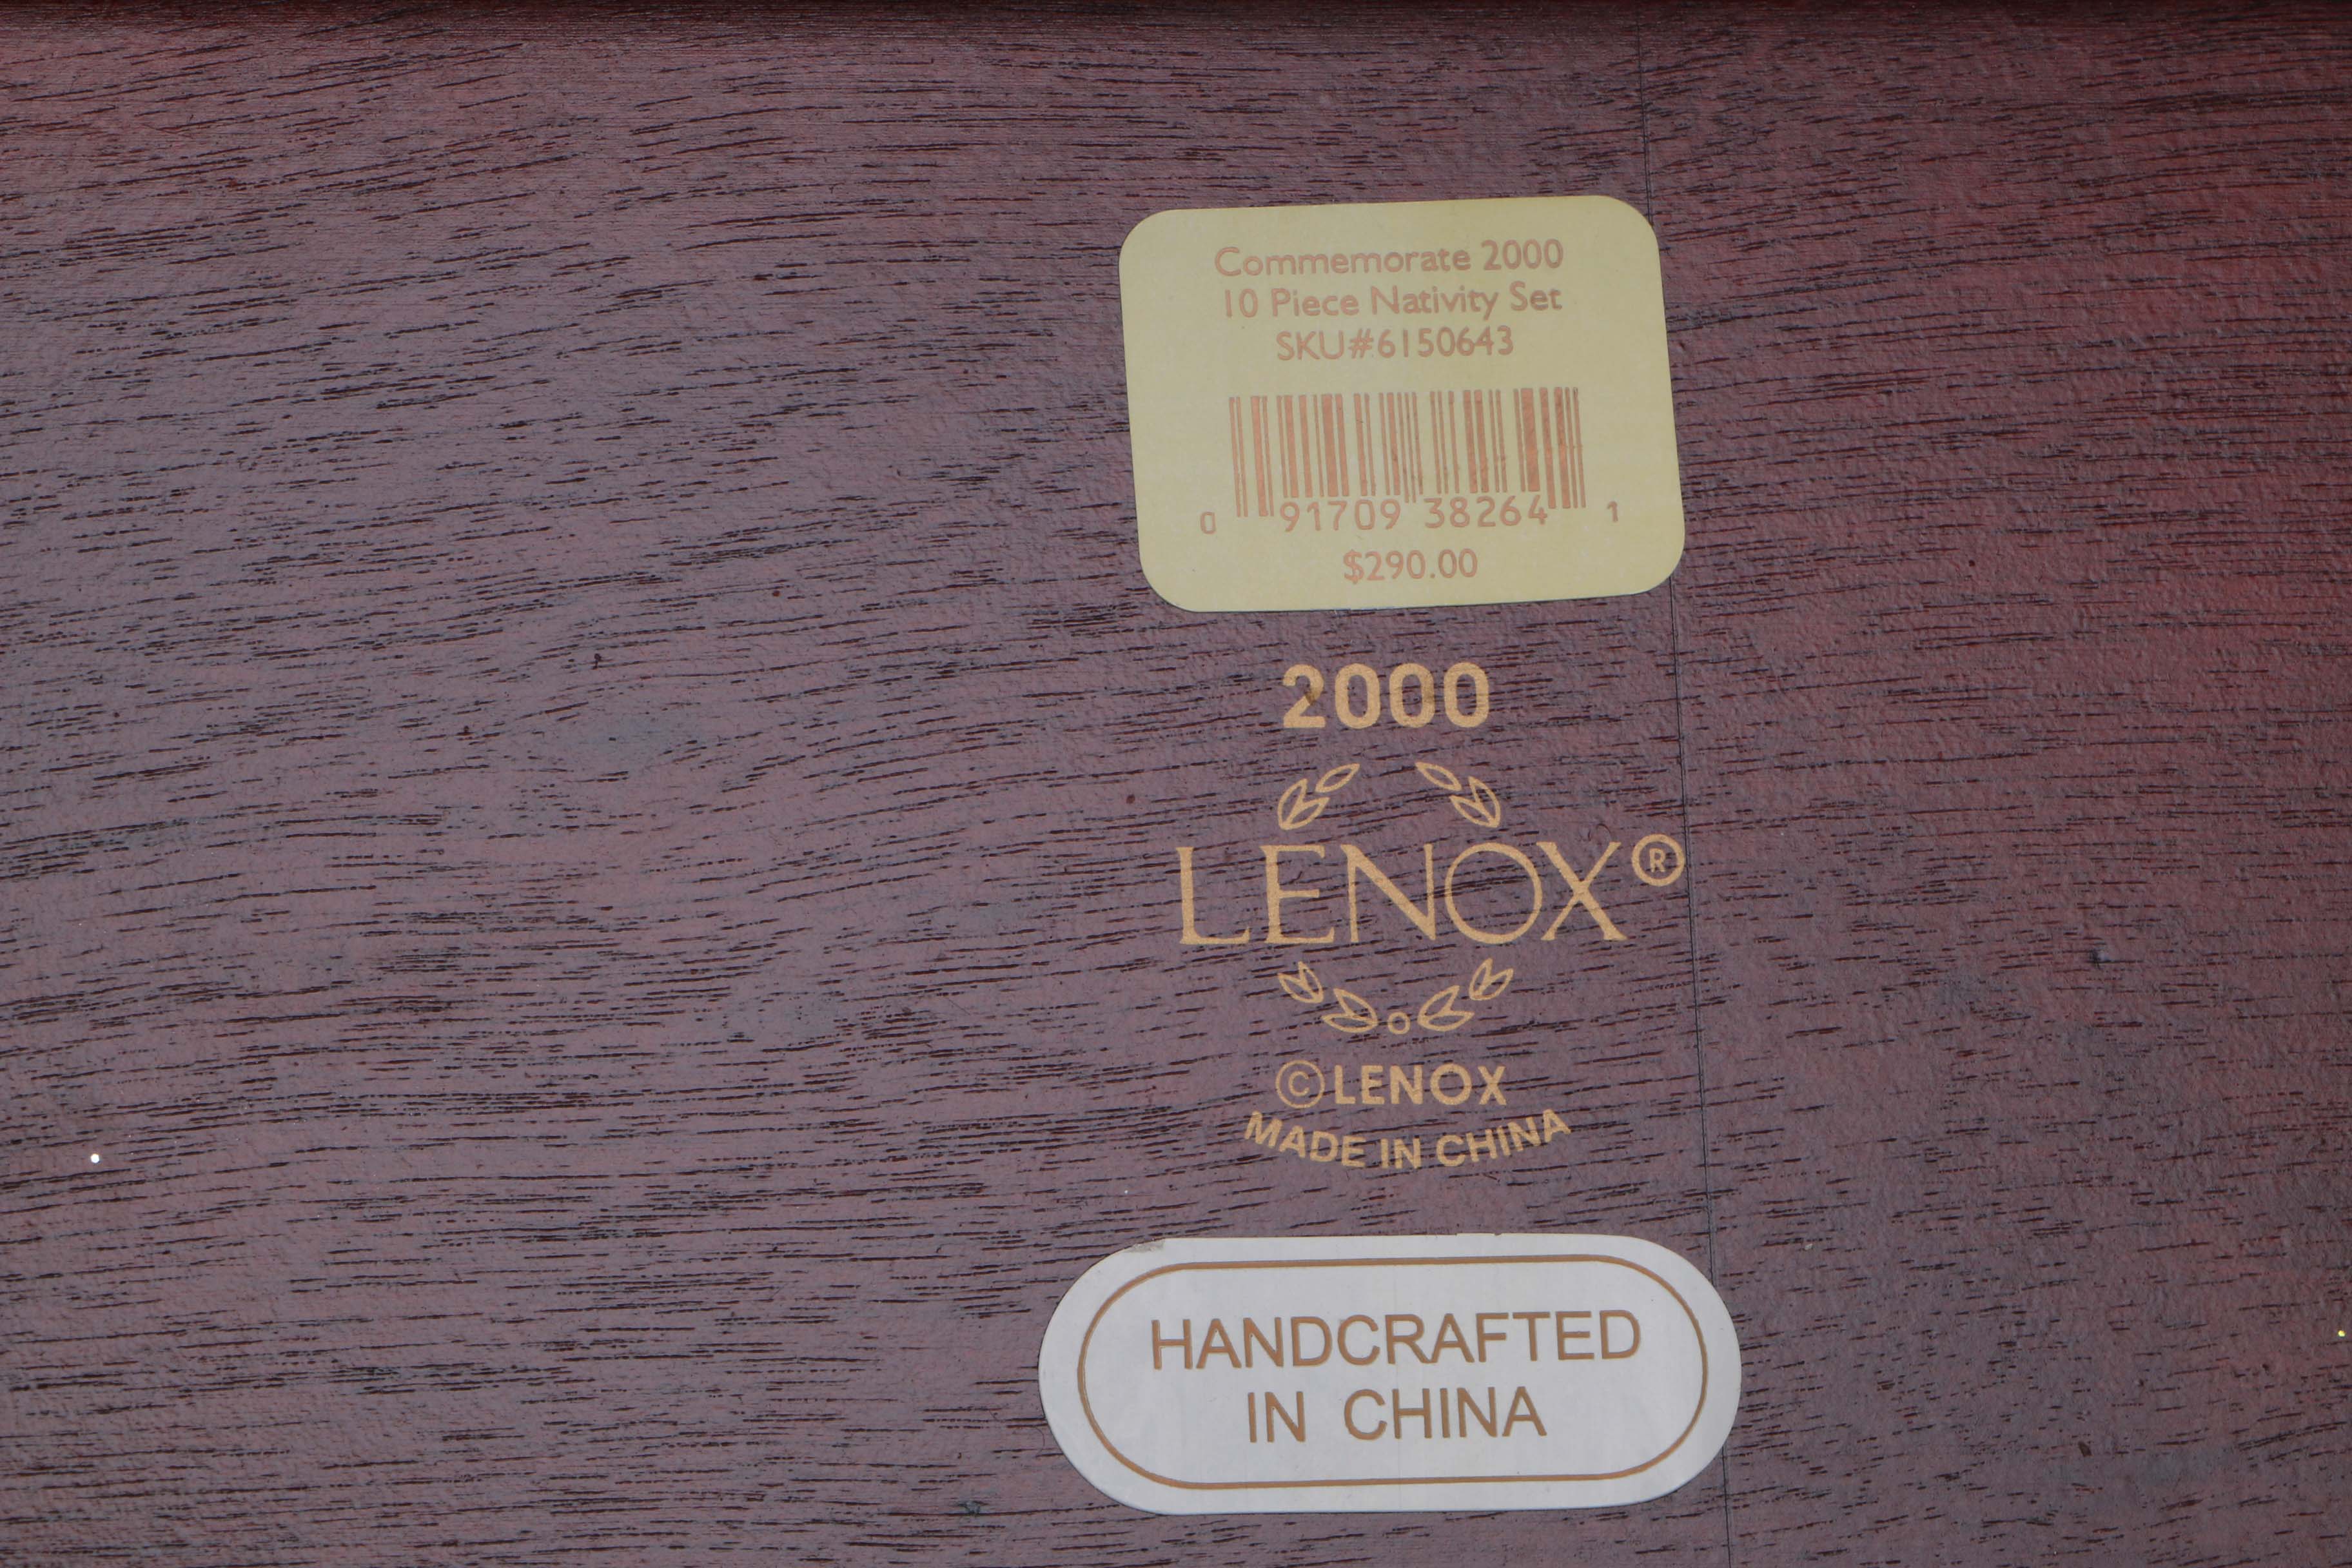 Commemorate 2000
10 Piece Nativity Set
SKU#6150643
0 91709 38264 1
$290.00
2000
LENOX®
©LENOX
MADE IN CHINA
HANDCRAFTED
IN CHINA